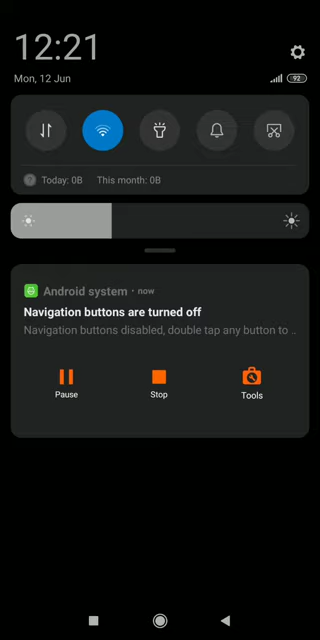 12:21
Mon, 12 Jun
92
Today: 0B This month: 0B
Android system • now
Navigation buttons are turned off
Navigation buttons disabled, double tap any button to ..
Pause Stop Tools